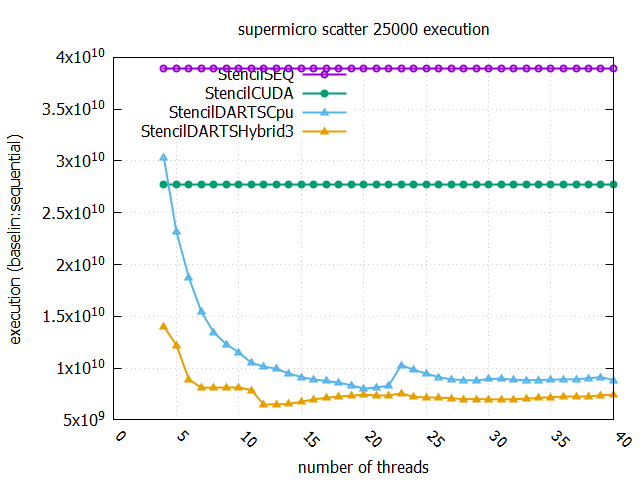 supermicro scatter 25000 execution
4x10^10
3.5x10^10
3x10^10
2.5x10^10
2x10^10
1.5x10^10
1x10^10
5x10^9
execution (baselin:sequential)
StencilSEQ
StencilCUDA
StencilDARTSCpu
StencilDARTSHybrid3
0 5 10 15 20 25 30 35 40
number of threads